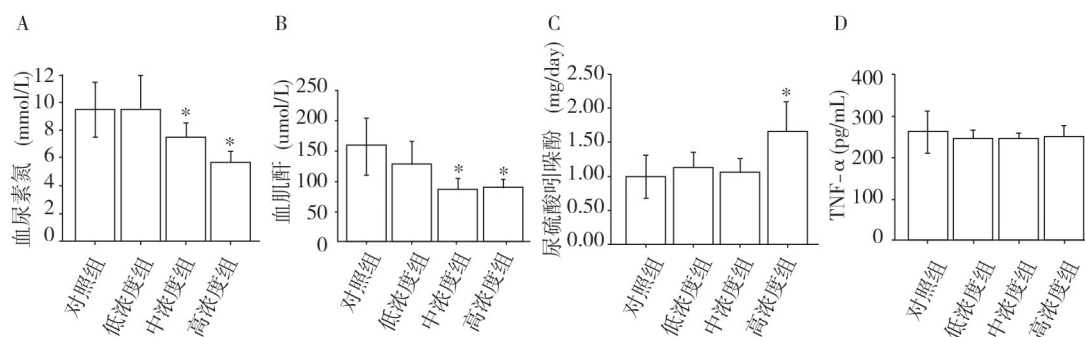 A
血尿素氮 (mmol/L)
12
10
8
6
4
2
0
*
*
对照组
低浓度组
中浓度组
高浓度组
B
血肌酐 (umol/L)
250
200
150
100
50
0
*
*
对照组
低浓度组
中浓度组
高浓度组
C
尿硫酸吲哚酚 (mg/day)
2.50
2.00
1.50
1.00
0.50
0.00
*
对照组
低浓度组
中浓度组
高浓度组
D
TNF-α (pg/mL)
400
300
200
100
0
对照组
低浓度组
中浓度组
高浓度组